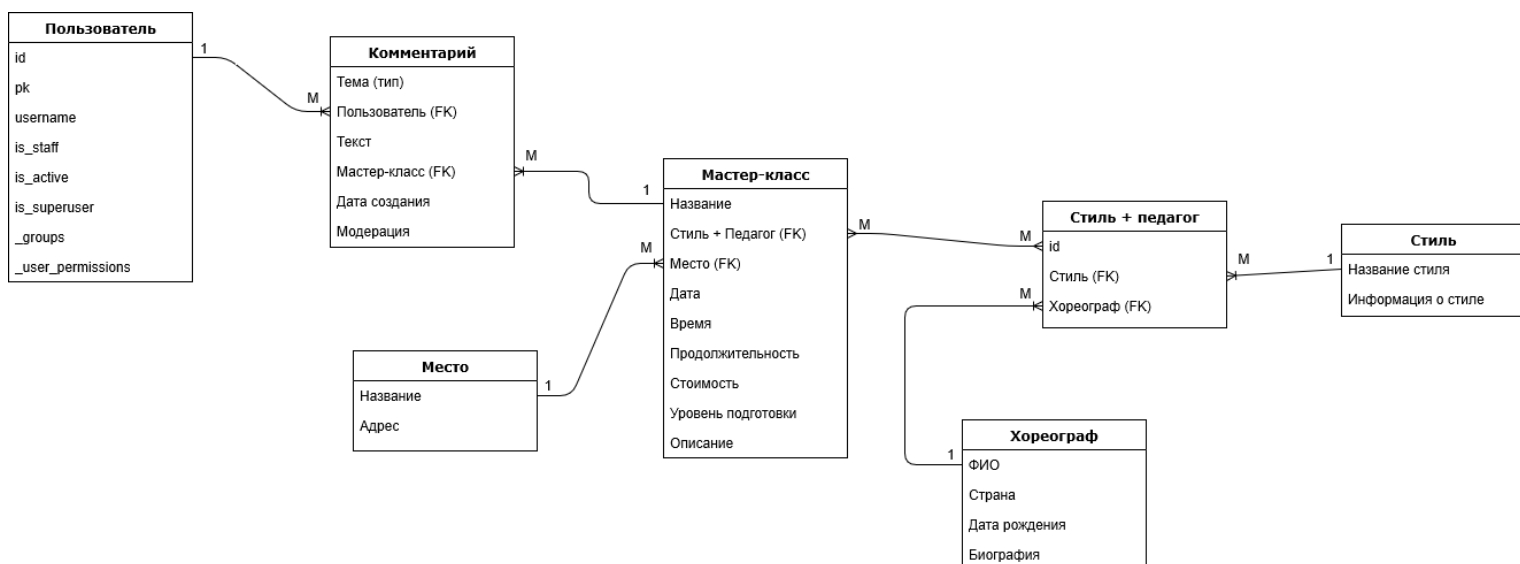 Пользователь
id
pk
username
is_staff
is_active
is_superuser
_groups
_user_permissions
1
M
Комментарий
Тема (тип)
Пользователь (FK)
Текст
Мастер-класс (FK)
Дата создания
Модерация
M
1
Мастер-класс
Название
Стиль + Педагог (FK)
Место (FK)
Дата
Время
Продолжительность
Стоимость
Уровень подготовки
Описание
M
1
Место
Название
Адрес
M
M
Стиль + педагог
id
Стиль (FK)
Хореограф (FK)
M
1
Стиль
Название стиля
Информация о стиле
M
1
Хореограф
ФИО
Страна
Дата рождения
Биография